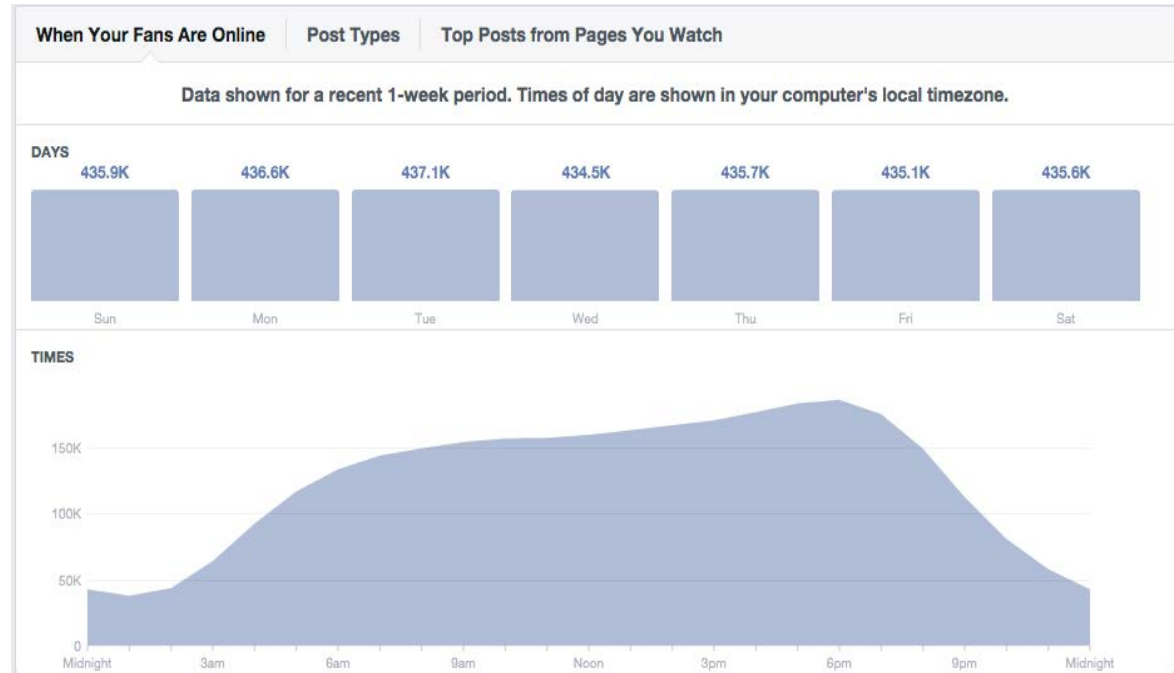 When Your Fans Are Online Post Types Top Posts from Pages You Watch
Data shown for a recent 1-week period. Times of day are shown in your computer's local timezone.
DAYS
435.9K 436.6K 437.1K 434.5K 435.7K 435.1K 435.6K
Sun Mon Tue Wed Thu Fri Sat
TIMES
150K
100K
50K
0
Midnight 3am 6am 9am Noon 3pm 6pm 9pm Midnight